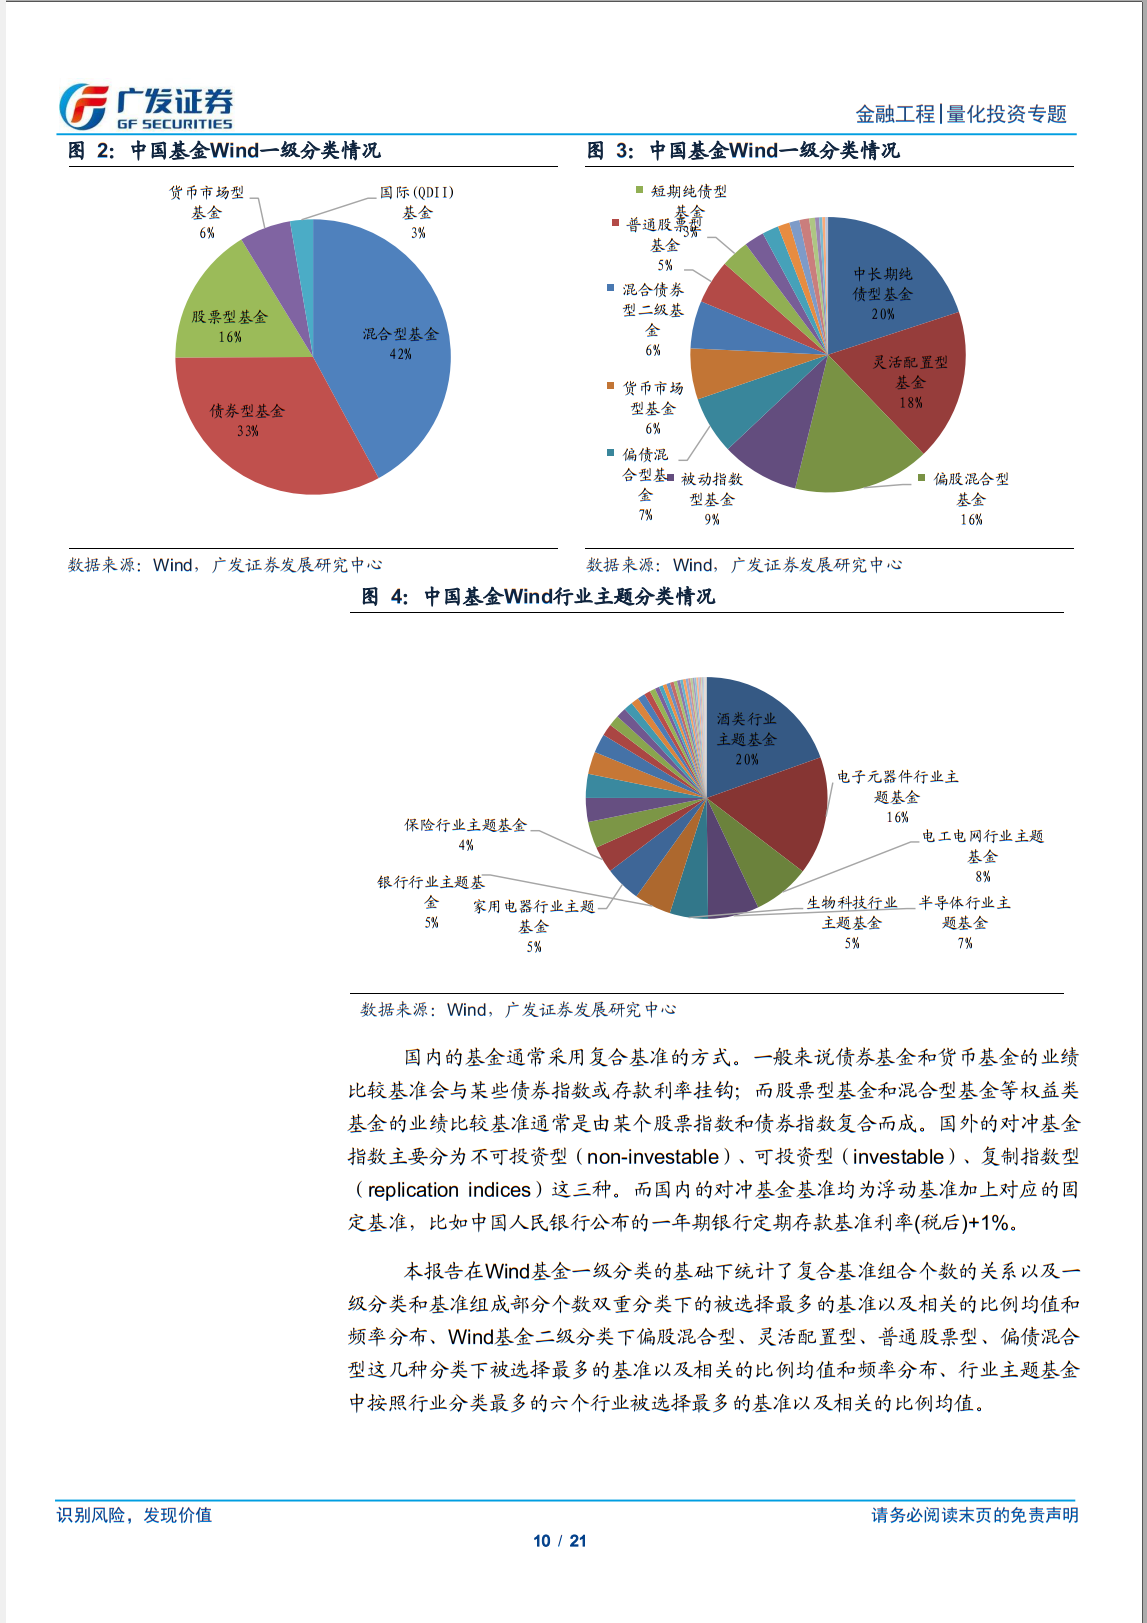 广发证券
GF SECURITIES
金融工程|量化投资专题
图 2：中国基金Wind一级分类情况
货币市场型
基金
6%
国际(QDII)
基金
3%
股票型基金
16%
混合型基金
42%
债券型基金
33%
数据来源：Wind，广发证券发展研究中心
图 3：中国基金Wind一级分类情况
短期纯债型
基金
3%
普通股票型
基金
5%
混合债券
型二级基
金
6%
货币市场
型基金
6%
偏债混
合型基
金
7%
被动指数
型基金
9%
中长期纯
债型基金
20%
灵活配置型
基金
18%
偏股混合型
基金
16%
数据来源：Wind，广发证券发展研究中心
图 4：中国基金Wind行业主题分类情况
酒类行业
主题基金
20%
电子元器件行业主
题基金
16%
电工电网行业主题
基金
8%
保险行业主题基金
4%
银行行业主题基
金
5%
家用电器行业主题
基金
5%
生物科技行业
主题基金
5%
半导体行业主
题基金
7%
数据来源：Wind，广发证券发展研究中心
国内的基金通常采用复合基准的方式。一般来说债券基金和货币基金的业绩
比较基准会与某些债券指数或存款利率挂钩；而股票型基金和混合型基金等权益类
基金的业绩比较基准通常是由某个股票指数和债券指数复合而成。国外的对冲基金
指数主要分为不可投资型（non-investable）、可投资型（investable）、复制指数型
（replication indices）这三种。而国内的对冲基金基准均为浮动基准加上对应的固
定基准，比如中国人民银行公布的一年期银行定期存款基准利率(税后)+1%。
本报告在Wind基金一级分类的基础下统计了复合基准组合个数的关系以及一
级分类和基准组成部分个数双重分类下的被选择最多的基准以及相关的比例均值和
频率分布、Wind基金二级分类下偏股混合型、灵活配置型、普通股票型、偏债混合
型这几种分类下被选择最多的基准以及相关的比例均值和频率分布、行业主题基金
中按照行业分类最多的六个行业被选择最多的基准以及相关的比例均值。
识别风险，发现价值
请务必阅读末页的免责声明
10 / 21